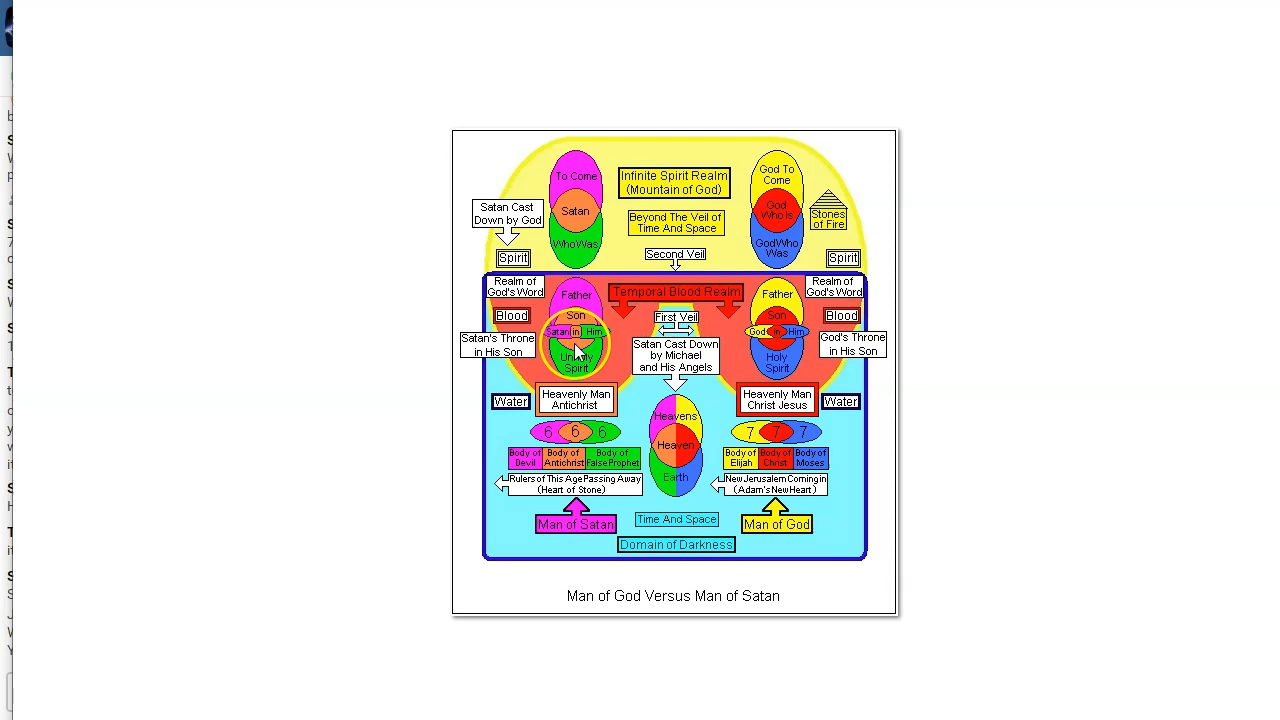 To Come
Satan
WhoWas
Infinite Spirit Realm
(Mountain of God)
Beyond The Veil of
Time And Space
Second Veil
God To
Come
God
Who Is
GodWho
Was
Stones
of Fire
Satan Cast
Down by God
Spirit
Spirit
Realm of
God's Word
Blood
Satan's Throne
in His Son
Father
Son
Satan in Him
Unholy
Spirit
Temporal Blood Realm
First Veil
Satan Cast Down
by Michael
and His Angels
Father
Son
God in Him
Holy
Spirit
Realm of
God's Word
Blood
God's Throne
in His Son
Water
Heavenly Man
Antichrist
Heavenly Man
Christ Jesus
Water
6 6 6
Body of
Devil
Body of
Antichrist
Body of
FalseProphet
Heavens
Heaven
Earth
7 7 7
Body of
Elijah
Body of
Christ
Body of
Moses
Rulers of This Age Passing Away
(Heart of Stone)
New Jerusalem Coming in
(Adam's New Heart)
Man of Satan
Time And Space
Man of God
Domain of Darkness
Man of God Versus Man of Satan